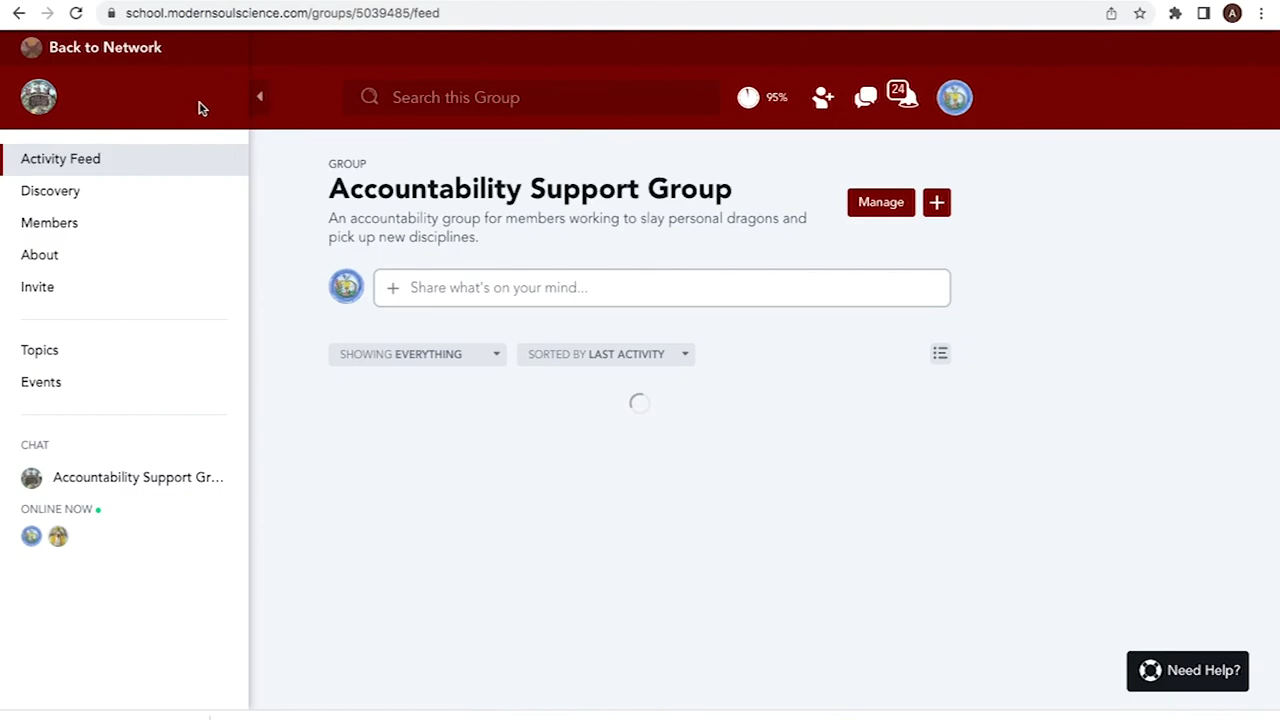 school.modernsoulscience.com/groups/5039485/feed
A
Back to Network
Search this Group
95%
24
Activity Feed
Discovery
Members
About
Invite
Topics
Events
CHAT
Accountability Support Gr...
ONLINE NOW
GROUP
Accountability Support Group
Manage
An accountability group for members working to slay personal dragons and
pick up new disciplines.
Share what's on your mind...
SHOWING EVERYTHING
SORTED BY LAST ACTIVITY
Need Help?